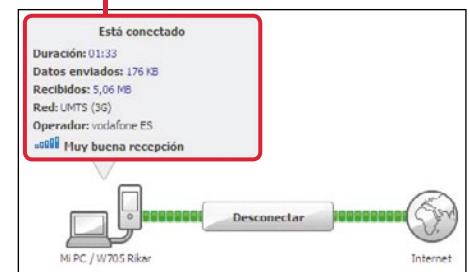 Está conectado
Duración: 01:33
Datos enviados: 176 KB
Recibidos: 5,06 MB
Red: UMTS (3G)
Operador: vodafone ES
Muy buena recepción
Desconectar
Mi PC / W705 Rikar
Internet